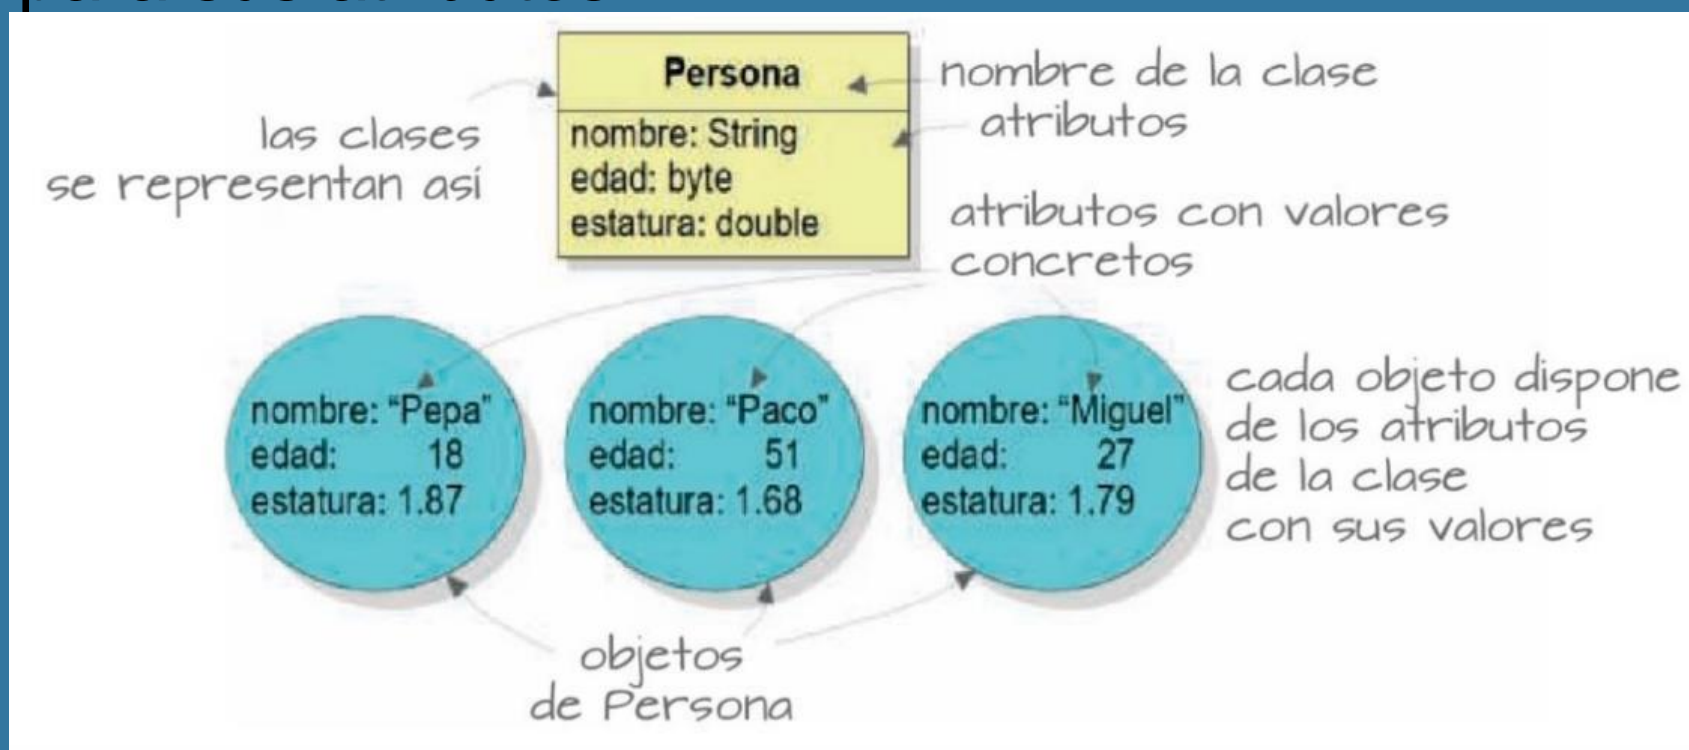 Persona
nombre: String
edad: byte
estatura: double
nombre de la clase
atributos
las clases
se representan así
atributos con valores
concretos
nombre: “Pepa”
edad: 18
estatura: 1.87
nombre: “Paco”
edad: 51
estatura: 1.68
nombre: “Miguel”
edad: 27
estatura: 1.79
cada objeto dispone
de los atributos
de la clase
con sus valores
objetos
de Persona